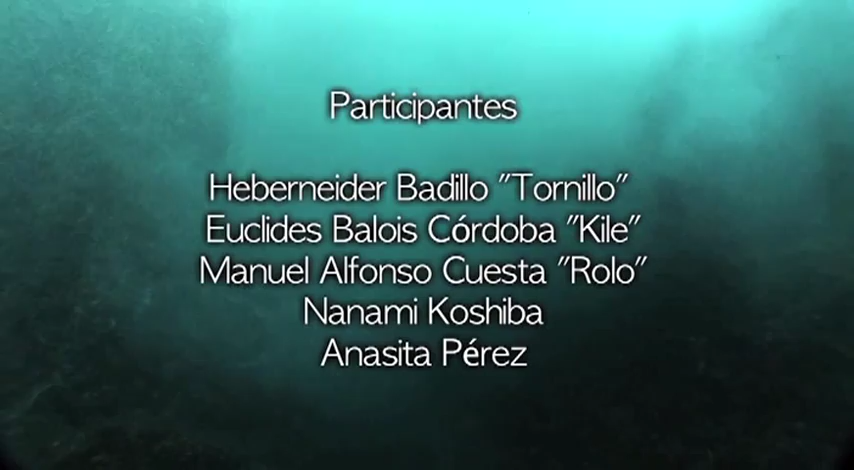 Participantes
Heberneider Badillo "Tornillo"
Euclides Balois Córdoba "Kile"
Manuel Alfonso Cuesta "Rolo"
Nanami Koshiba
Anasita Pérez